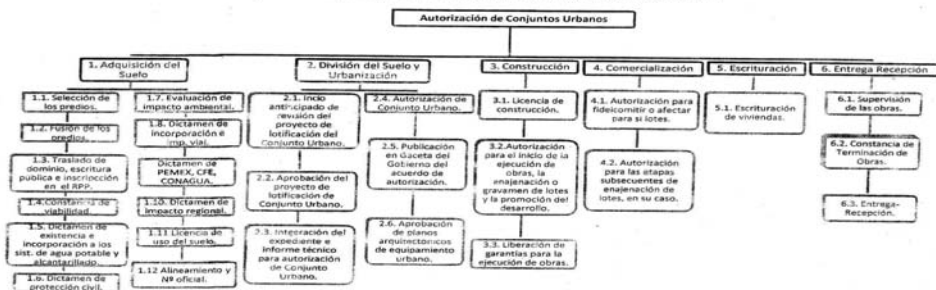 Autorización de Conjuntos Urbanos
1. Adquisición del
Suelo
1.1. Selección de
los predios.
1.2. Fusión de los
predios.
1.3. Traslado de
dominio, escritura
publica e inscripción
en el RPP.
1.4. Constancia de
viabilidad.
1.5. Dictamen de
existencia e
incorporación a los
sist. de agua potable y
alcantarillado.
1.6. Dictamen de
protección civil.
1.7. Evaluación de
impacto ambiental.
1.8. Dictamen de
incorporación e
imp. vial.
Dictamen de
PEMEX, CFE,
CONAGUA.
1.10. Dictamen de
impacto regional.
1.11 Licencia de
uso del suelo.
1.12 Alineamiento y
Nº oficial.
2. División del Suelo y
Urbanización
2.1. Incio
anticipado de
revisión del
proyecto de
lotificación del
Conjunto Urbano.
2.2. Aprobación del
proyecto de
lotificación de
Conjunto Urbano.
2.3. Integración del
expediente e
informe técnico
para autorización
de Conjunto
Urbano.
2.4. Autorización de
Conjunto Urbano.
2.5. Publicación
en Gaceta del
Gobierno del
acuerdo de
autorización.
2.6. Aprobación
de planos
arquitectónicos
de equipamiento
urbano.
3. Construcción
3.1. Licencia de
construcción.
3.2.Autorización
para el inicio de la
ejecución de
obras, la
enajenación o
gravamen de lotes
y la promoción del
desarrollo.
3.3. Liberación de
garantías para la
ejecución de obras.
4. Comercialización
4.1. Autorización para
fideicomitir o afectar
para si lotes.
4.2. Autorización
para las etapas
subsecuentes de
enajenación de
lotes, en su caso.
5. Escrituración
5.1. Escrituración
de viviendas.
6. Entrega Recepción
6.1. Supervisión
de las obras.
6.2. Constancia de
Terminación de
Obras.
6.3. Entrega-
Recepción.